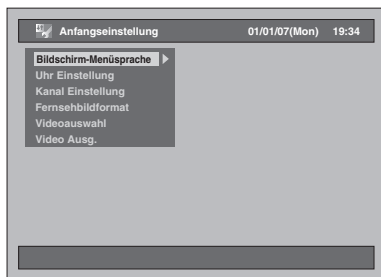 Anfangseinstellung 01/01/07(Mon) 19:34
Bildschirm-Menüsprache
Uhr Einstellung
Kanal Einstellung
Fernsehbildformat
Videoauswahl
Video Ausg.